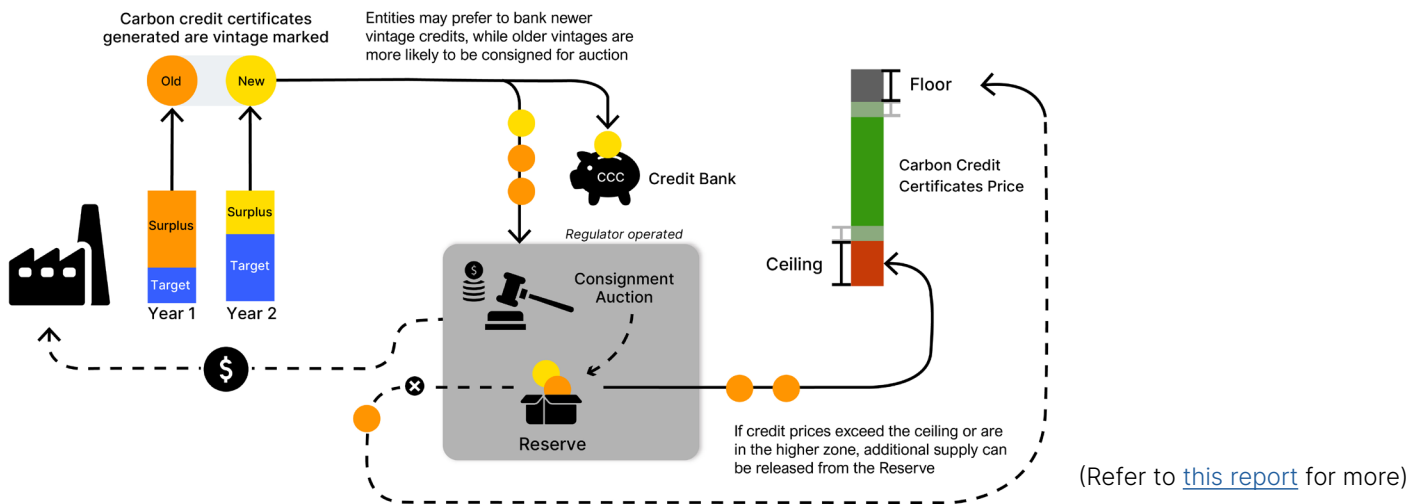 Carbon credit certificates
generated are vintage marked
Entities may prefer to bank newer
vintage credits, while older vintages are
more likely to be consigned for auction
Old
New
Floor
Carbon Credit
Certificates Price
CCC
Credit Bank
Surplus
Surplus
Target
Target
Year 1
Year 2
Regulator operated
Ceiling
$
Consignment
Auction
$
Reserve
If credit prices exceed the ceiling or are
in the higher zone, additional supply can
be released from the Reserve
(Refer to this report for more)